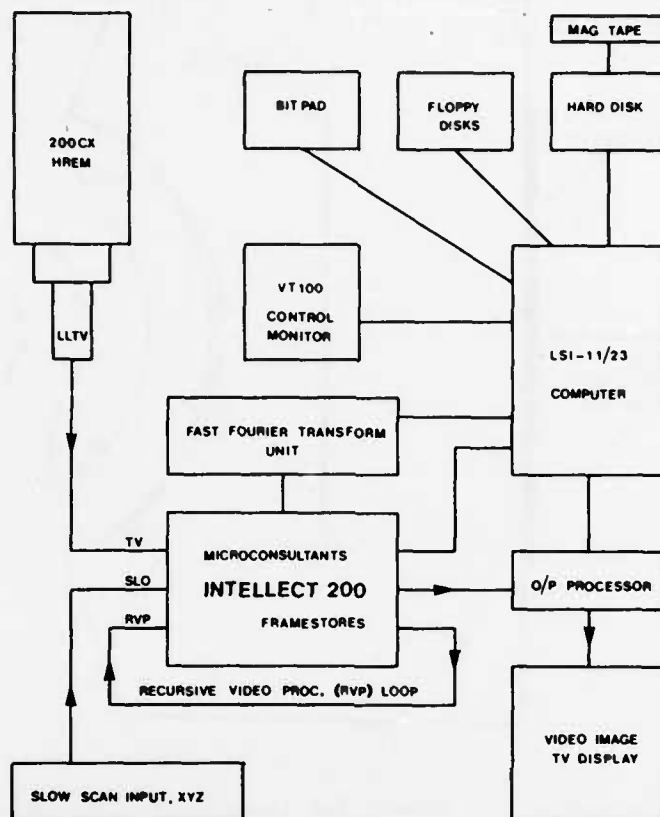 MAG TAPE
200CX
HREM
BIT PAD
FLOPPY
DISKS
HARD DISK
LLTV
VT100
CONTROL
MONITOR
LSI-11/23
COMPUTER
FAST FOURIER TRANSFORM
UNIT
TV
SLO
RVP
MICROCONSULTANTS
INTELLECT 200
FRAMESTORES
O/P PROCESSOR
RECURSIVE VIDEO PROC. (RVP) LOOP
VIDEO IMAGE
TV DISPLAY
SLOW SCAN INPUT, XYZ